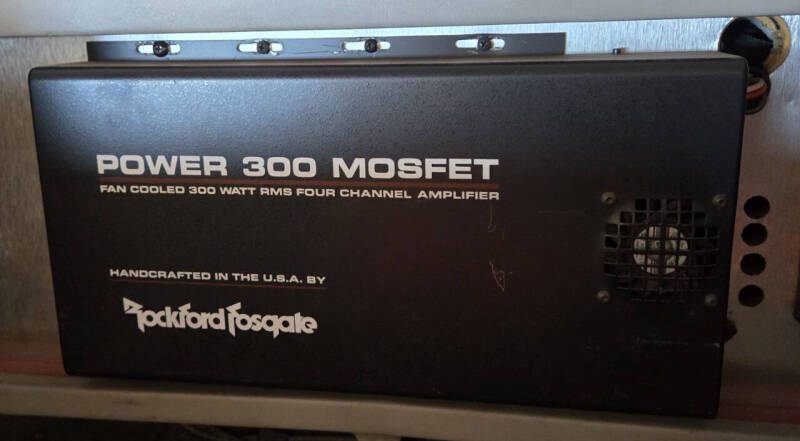 POWER 300 MOSFET
FAN COOLED 300 WATT RMS FOUR CHANNEL AMPLIFIER
HANDCRAFTED IN THE U.S.A. BY
Rockford Fosgate